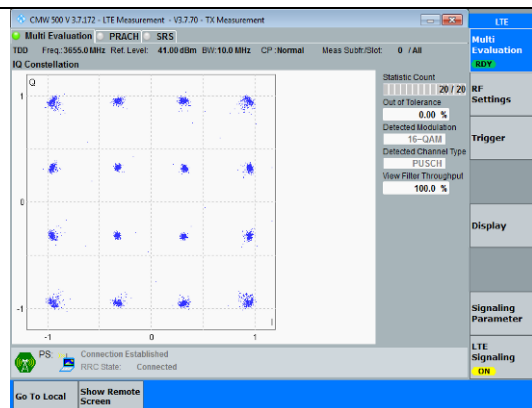 CMW 500 V 3.7.172 - LTE Measurement - V3.7.70 - TX Measurement
LTE
Multi Evaluation PRACH SRS
TDD Freq.: 3655.0 MHz Ref. Level: 41.00 dBm BW: 10.0 MHz CP : Normal Meas Subfr/Slot: 0 / All
IQ Constellation
Q
1
0
-1
I
-1 0 1
Statistic Count
20 / 20
Out of Tolerance
0.00 %
Detected Modulation
16-QAM
Detected Channel Type
PUSCH
View Filter Throughput
100.0 %
Multi
Evaluation
RDY
RF
Settings
Trigger
Display
Signaling
Parameter
LTE
Signaling
ON
PS: Connection Established
RRC State: Connected
Go To Local
Show Remote
Screen